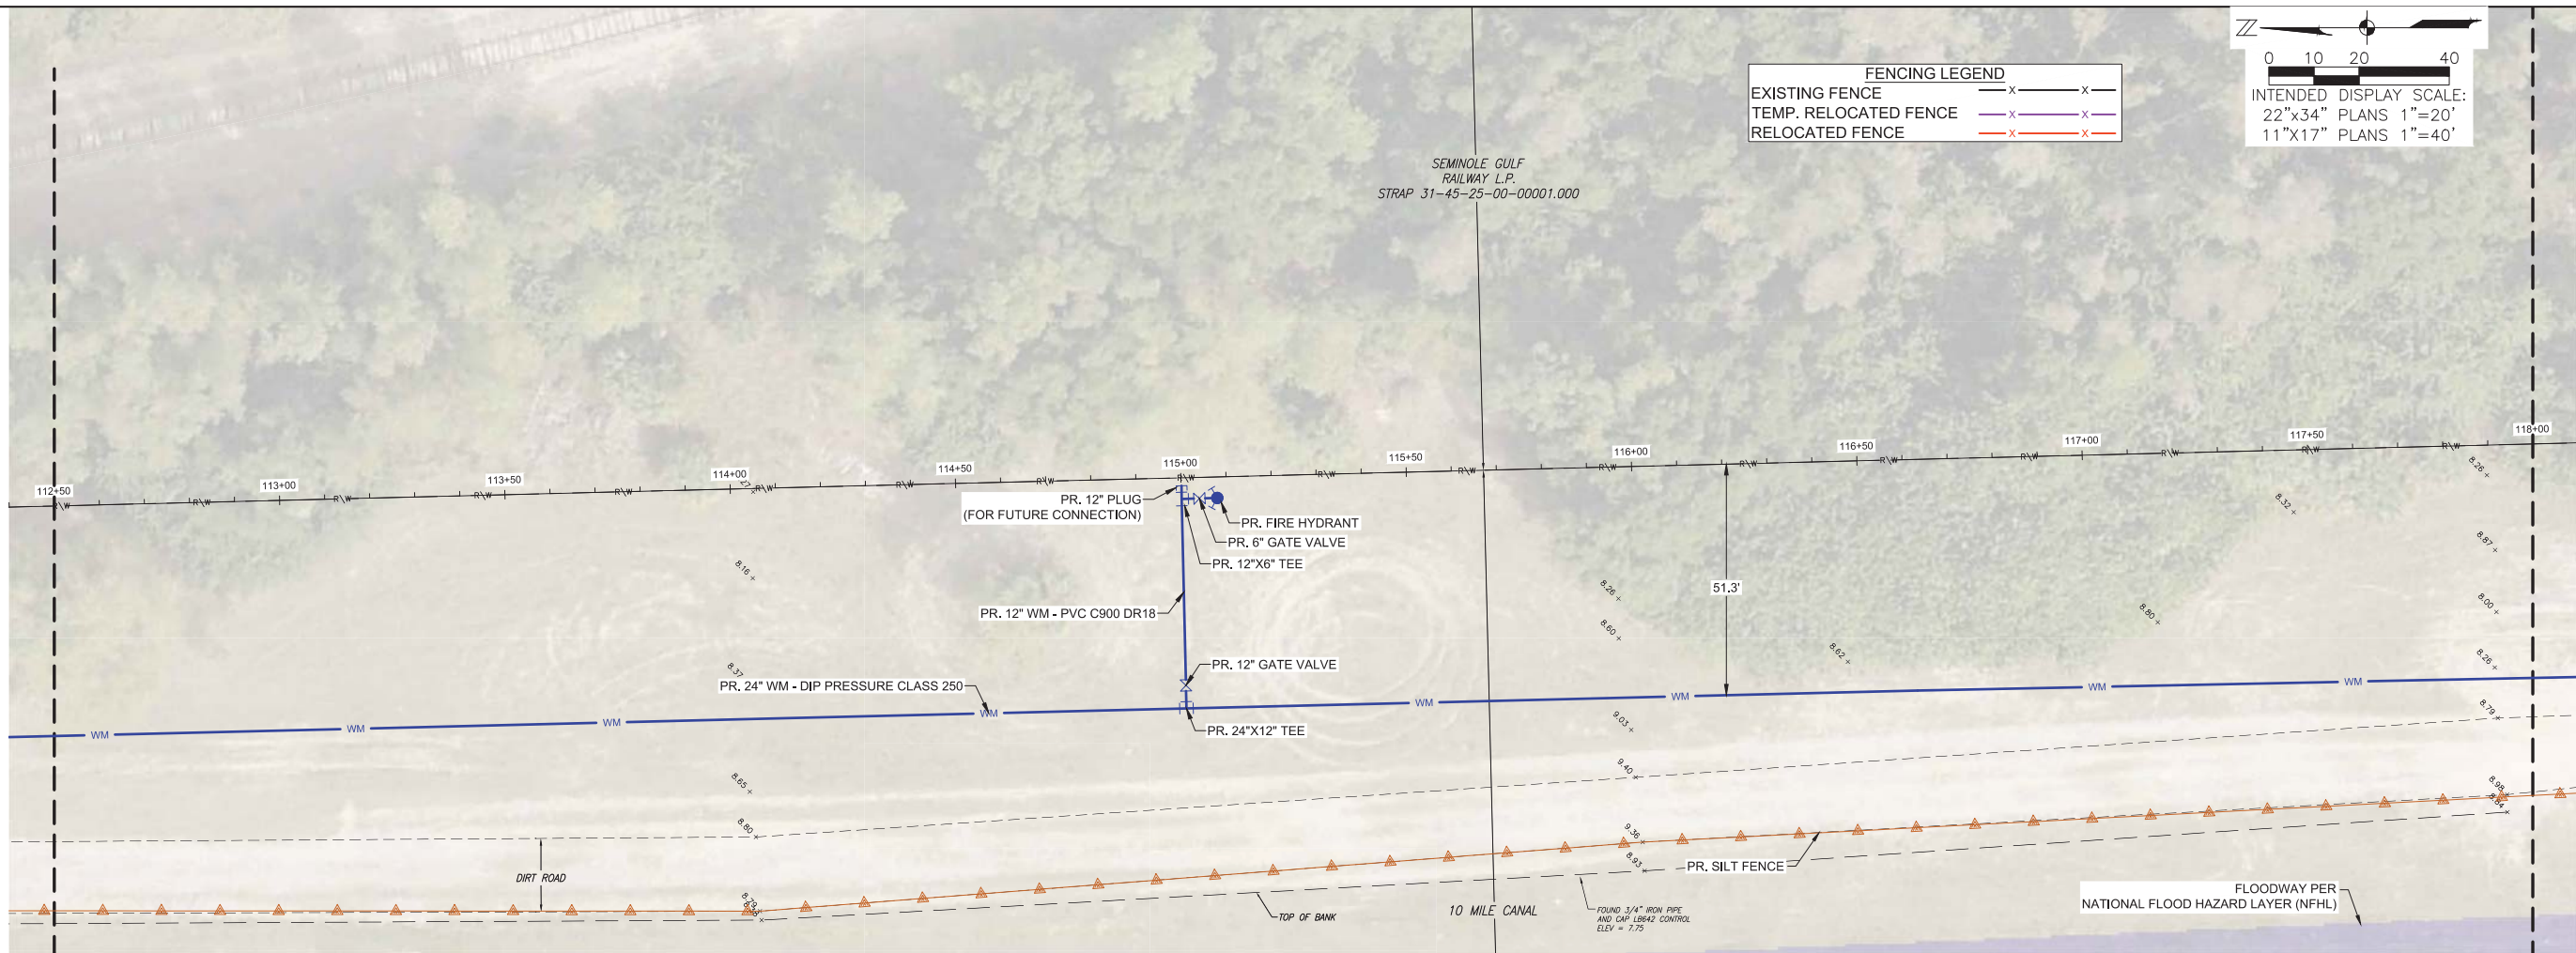 FENCING LEGEND
EXISTING FENCE X X
TEMP. RELOCATED FENCE X X
RELOCATED FENCE X X
0 10 20 40
INTENDED DISPLAY SCALE:
22"x34" PLANS 1"=20'
11"X17" PLANS 1"=40'
SEMINOLE GULF
RAILWAY L.P.
STRAP 31-45-25-00-00001.000
112+50
113+00
113+50
114+00
114+50
115+00
115+50
116+00
116+50
117+00
117+50
118+00
R\W R\W R\W R\W R\W R\W R\W R\W R\W R\W R\W R\W R\W R\W R\W R\W R\W R\W
PR. 12" PLUG
(FOR FUTURE CONNECTION)
PR. FIRE HYDRANT
PR. 6" GATE VALVE
PR. 12"X6" TEE
PR. 12" WM - PVC C900 DR18
PR. 12" GATE VALVE
PR. 24" WM - DIP PRESSURE CLASS 250
PR. 24"X12" TEE
51.3'
WM WM WM WM WM WM WM WM
8.16
8.37
8.65
8.80
8.79
8.26
8.60
9.03
9.40
9.36
8.93
8.62
8.80
8.32
8.26
8.87
8.00
8.26
8.79
8.98
8.84
DIRT ROAD
TOP OF BANK
10 MILE CANAL
FOUND 3/4" IRON PIPE
AND CAP LB642 CONTROL
ELEV = 7.75
PR. SILT FENCE
FLOODWAY PER
NATIONAL FLOOD HAZARD LAYER (NFHL)